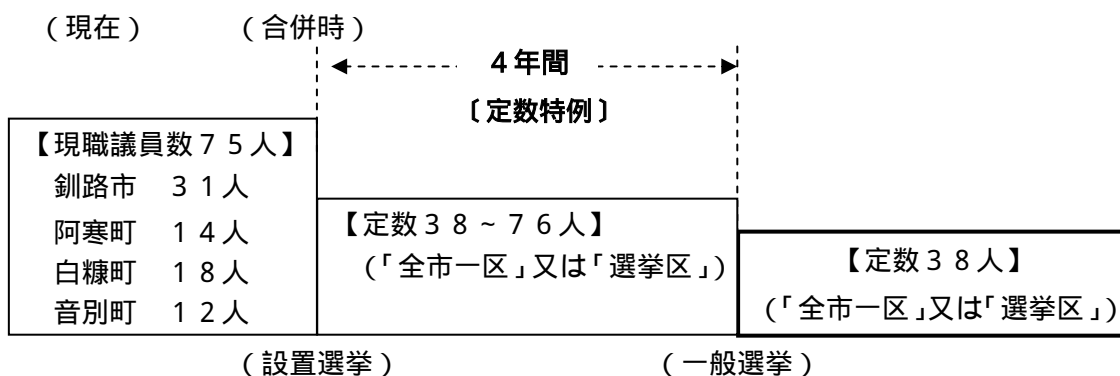 （現在）
（合併時）
４年間
〔定数特例〕
【現職議員数７５人】
釧路市　３１人
阿寒町　１４人
白糠町　１８人
音別町　１２人
【定数３８～７６人】
（「全市一区」又は「選挙区」）
【定数３８人】
（「全市一区」又は「選挙区」）
（設置選挙）
（一般選挙）